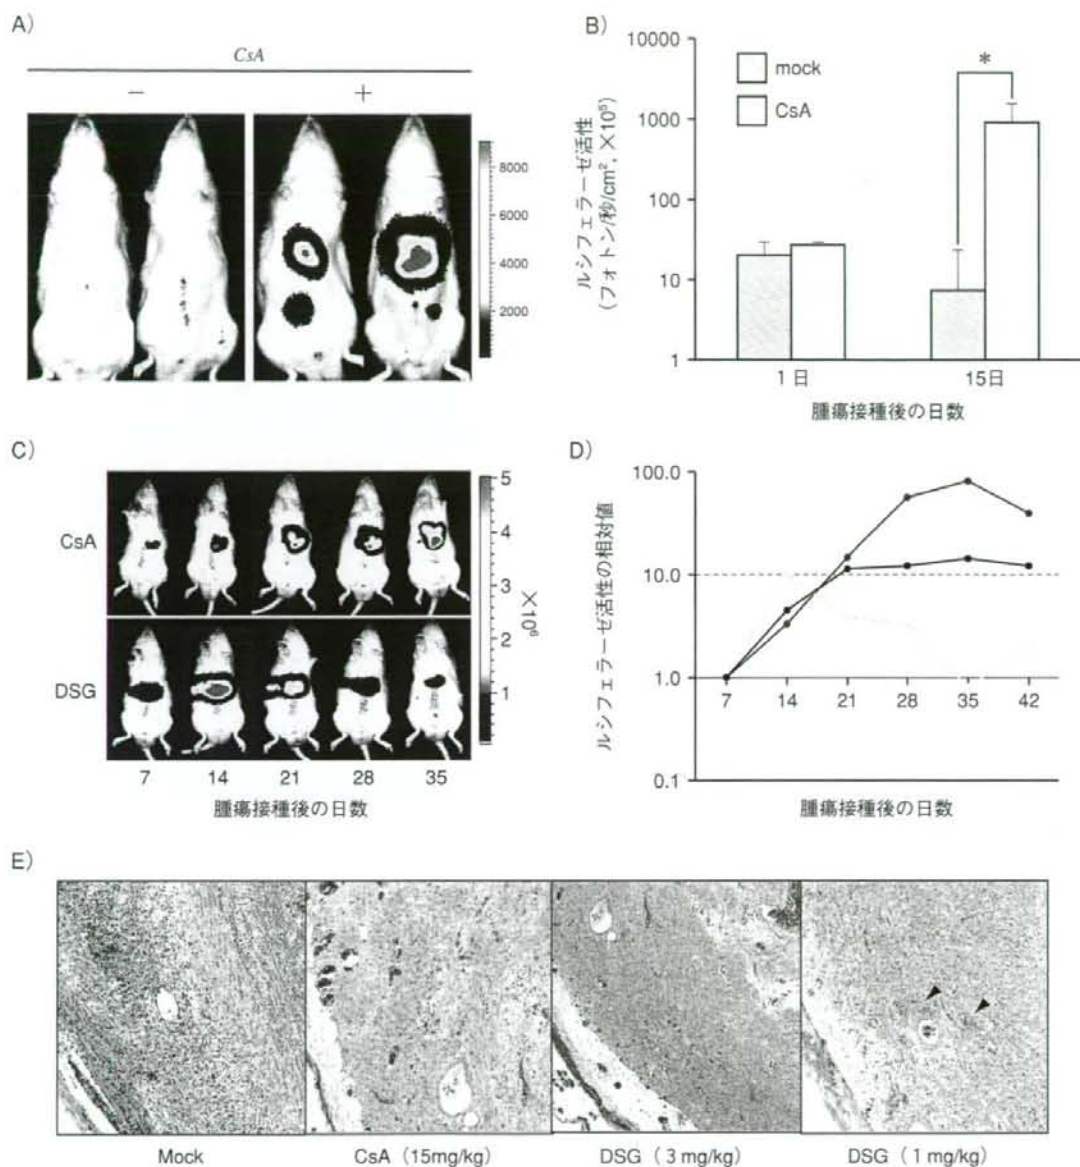 A)
CsA
− +
8000
6000
4000
2000
B)
ルシフェラーゼ活性
(フォトン/秒/cm², ×10⁵)
10000
1000
100
10
1
mock
CsA
*
1日 15日
腫瘍接種後の日数
C)
CsA
DSG
7 14 21 28 35
腫瘍接種後の日数
5
4
3
2
1
×10⁶
D)
ルシフェラーゼ活性の相対値
100.0
10.0
1.0
0.1
7 14 21 28 35 42
腫瘍接種後の日数
E)
Mock CsA (15mg/kg) DSG (3 mg/kg) DSG (1 mg/kg)